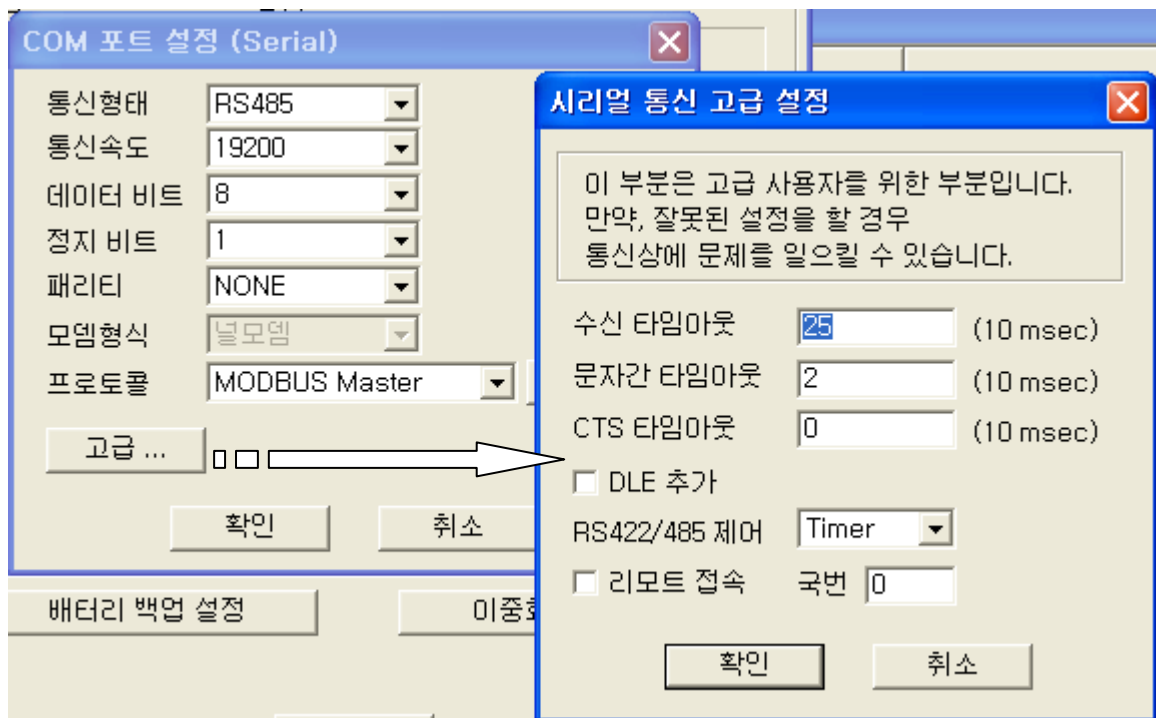 COM 포트 설정 (Serial)
통신형태 RS485
통신속도 19200
데이터 비트 8
정지 비트 1
패리티 NONE
모뎀형식 널모뎀
프로토콜 MODBUS Master
고급 ...
확인 취소
배터리 백업 설정
시리얼 통신 고급 설정
이 부분은 고급 사용자를 위한 부분입니다.
만약, 잘못된 설정을 할 경우
통신상에 문제를 일으킬 수 있습니다.
수신 타임아웃 25 (10 msec)
문자간 타임아웃 2 (10 msec)
CTS 타임아웃 0 (10 msec)
DLE 추가
RS422/485 제어 Timer
리모트 접속 국번 0
확인 취소